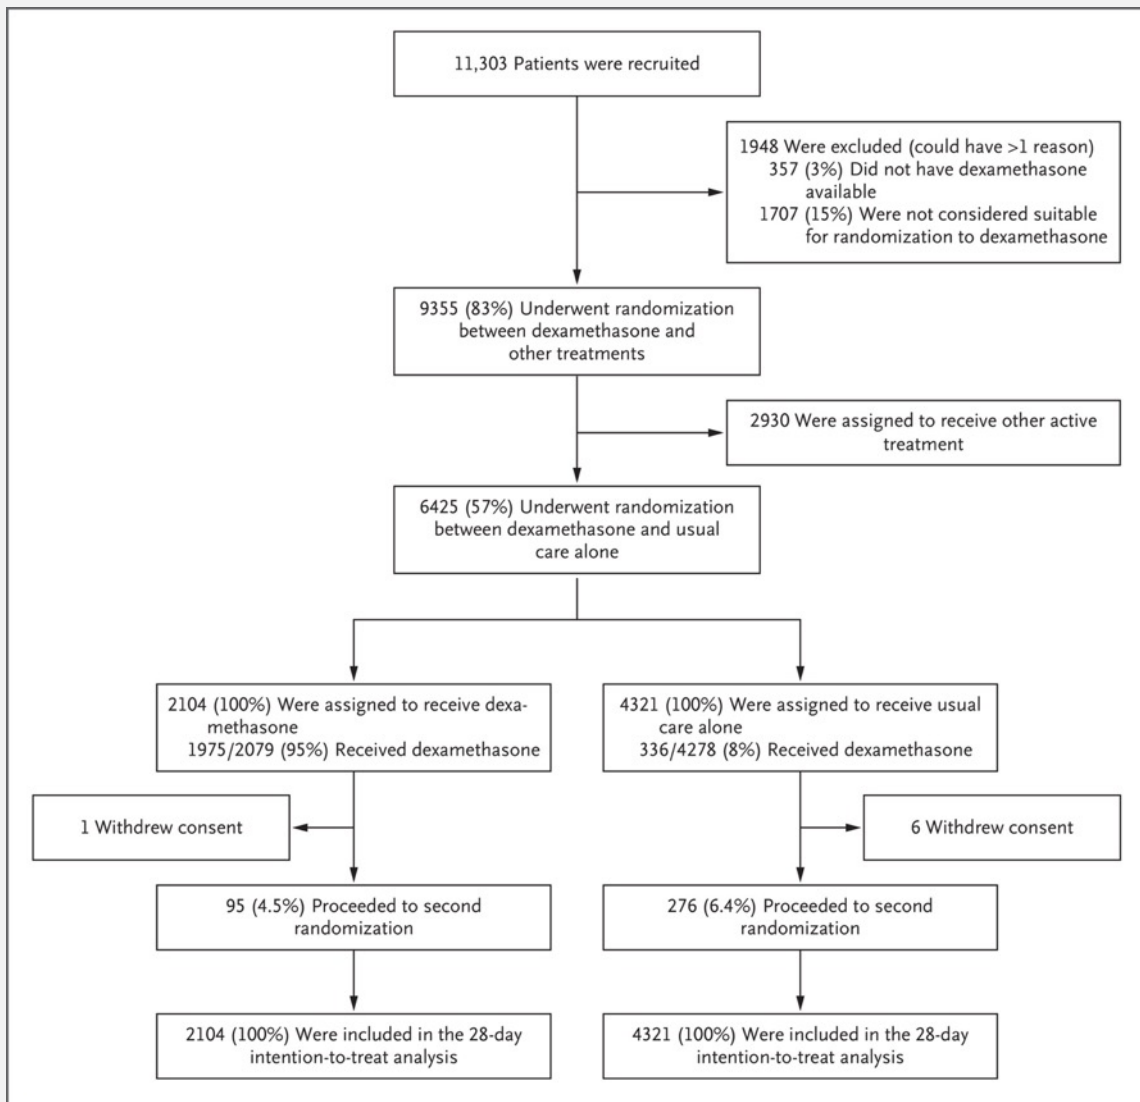 11,303 Patients were recruited
1948 Were excluded (could have >1 reason)
357 (3%) Did not have dexamethasone
available
1707 (15%) Were not considered suitable
for randomization to dexamethasone
9355 (83%) Underwent randomization
between dexamethasone and
other treatments
2930 Were assigned to receive other active
treatment
6425 (57%) Underwent randomization
between dexamethasone and usual
care alone
2104 (100%) Were assigned to receive dexa-
methasone
1975/2079 (95%) Received dexamethasone
4321 (100%) Were assigned to receive usual
care alone
336/4278 (8%) Received dexamethasone
1 Withdrew consent
6 Withdrew consent
95 (4.5%) Proceeded to second
randomization
276 (6.4%) Proceeded to second
randomization
2104 (100%) Were included in the 28-day
intention-to-treat analysis
4321 (100%) Were included in the 28-day
intention-to-treat analysis